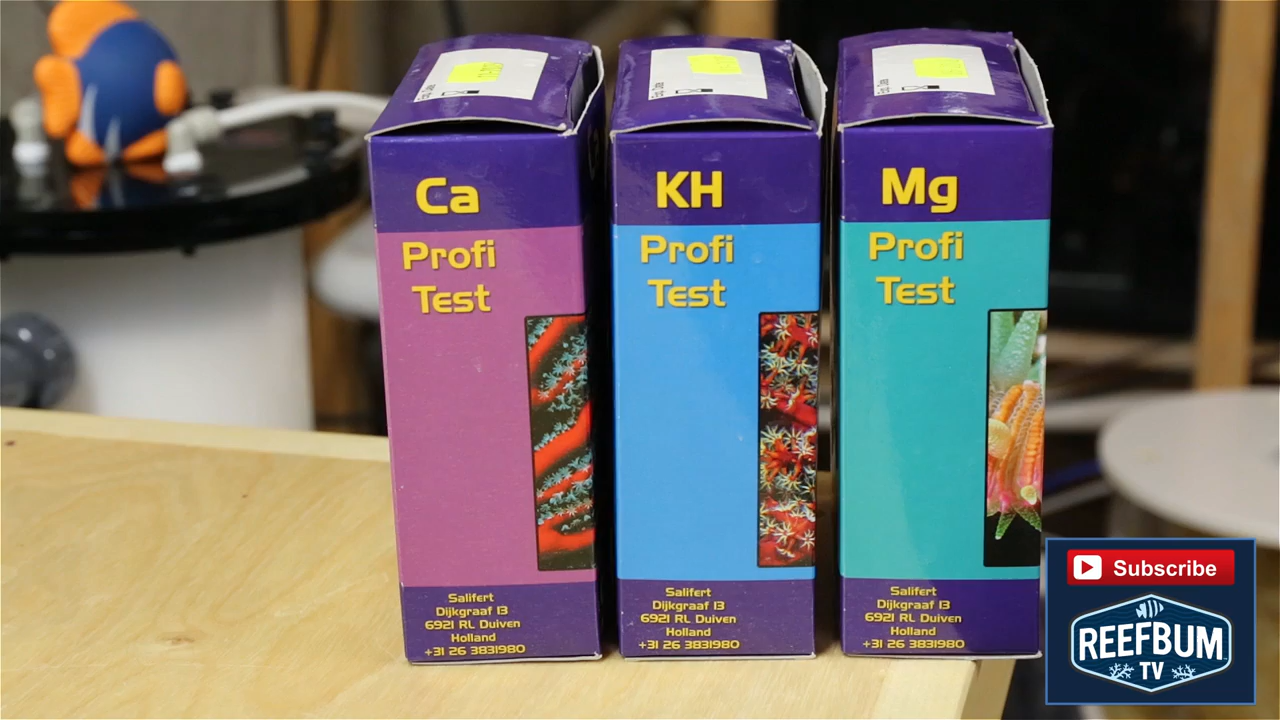 Ca
Profi
Test
Salifert
Dijkgraaf 13
6921 RL Duiven
Holland
+31 26 3831980
KH
Profi
Test
Salifert
Dijkgraaf 13
6921 RL Duiven
Holland
+31 26 3831980
Mg
Profi
Test
Salifert
Dijkgraaf 13
6921 RL Duiven
Holland
+31 26 3831980
Subscribe
REEFBUM
TV